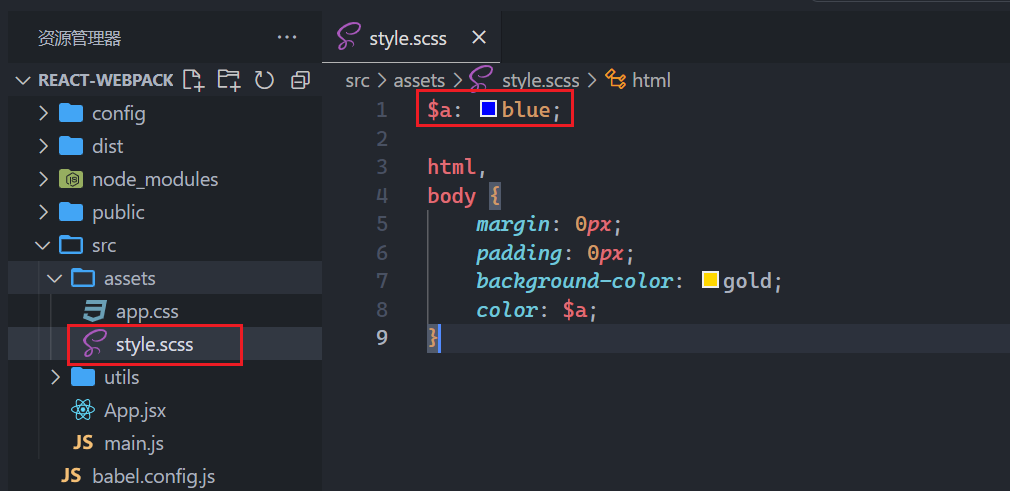 资源管理器 ···
REACT-WEBPACK
config
dist
node_modules
public
src
assets
app.css
style.scss
utils
App.jsx
JS main.js
JS babel.config.js
style.scss ×
src > assets > style.scss > html
1 $a: blue;
2
3 html,
4 body {
5 margin: 0px;
6 padding: 0px;
7 background-color: gold;
8 color: $a;
9 }